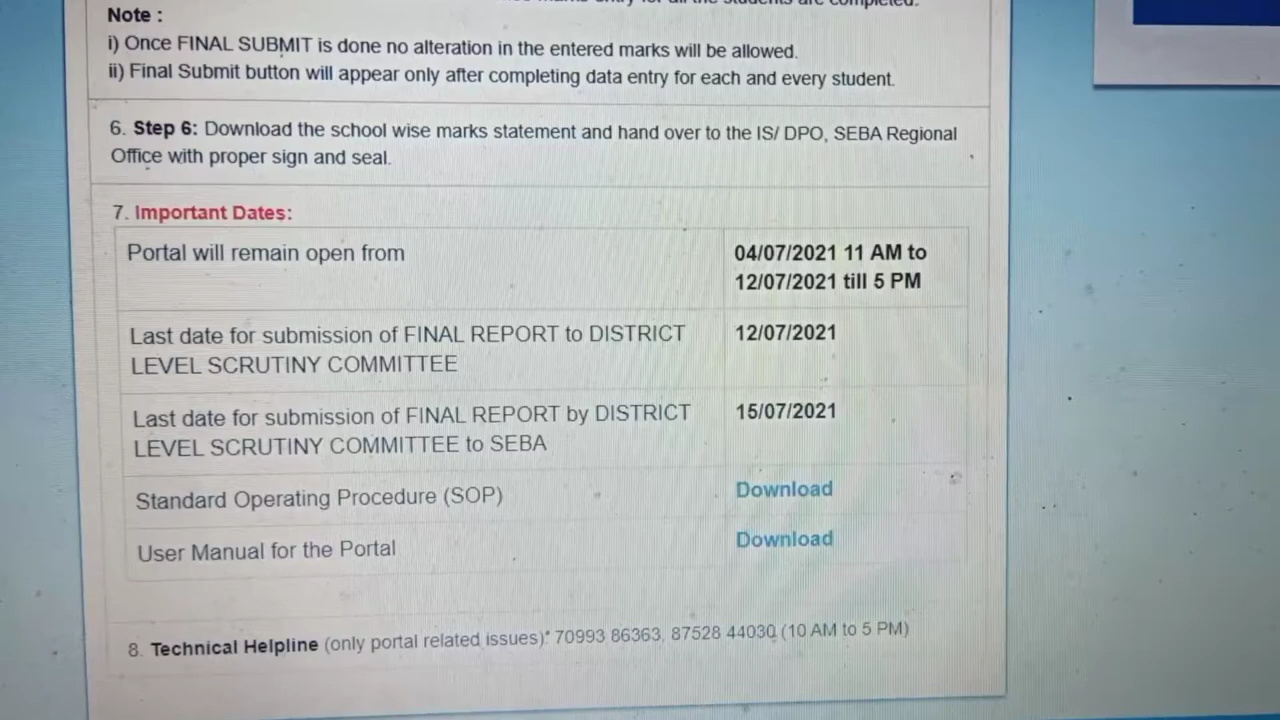 for all the students are completed.
Note :
i) Once FINAL SUBMIT is done no alteration in the entered marks will be allowed.
ii) Final Submit button will appear only after completing data entry for each and every student.
6. Step 6: Download the school wise marks statement and hand over to the IS/ DPO, SEBA Regional
Office with proper sign and seal.
7. Important Dates:
Portal will remain open from
04/07/2021 11 AM to
12/07/2021 till 5 PM
Last date for submission of FINAL REPORT to DISTRICT
LEVEL SCRUTINY COMMITTEE
12/07/2021
Last date for submission of FINAL REPORT by DISTRICT
LEVEL SCRUTINY COMMITTEE to SEBA
15/07/2021
Standard Operating Procedure (SOP)
Download
User Manual for the Portal
Download
8. Technical Helpline (only portal related issues): 70993 86363, 87528 44030 (10 AM to 5 PM)